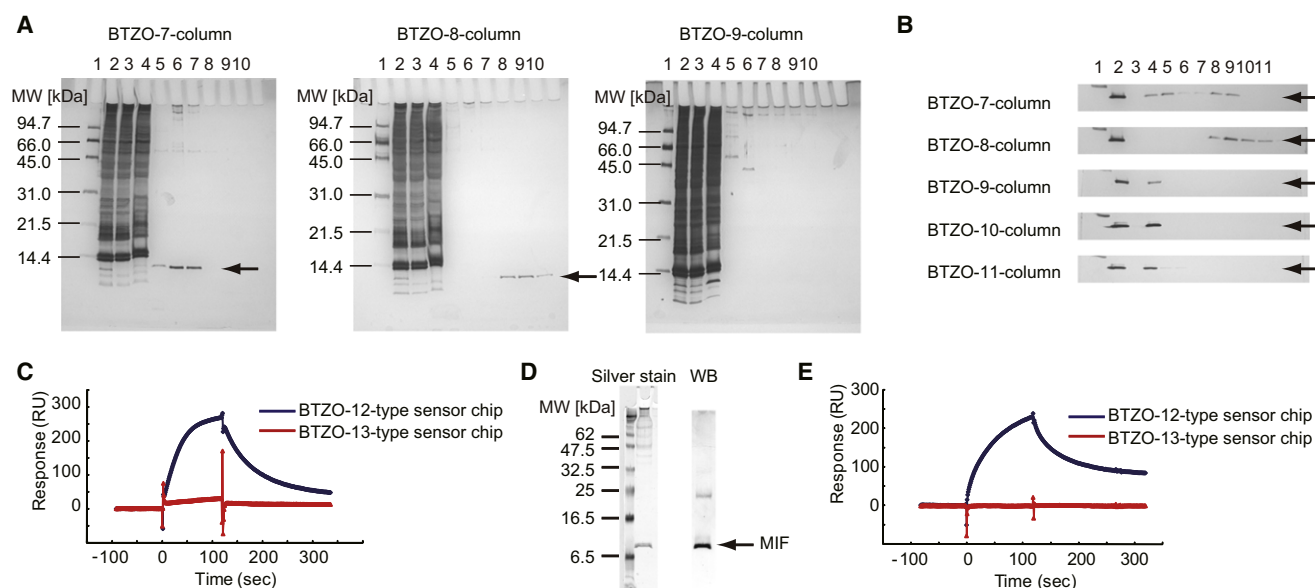 A
BTZO-7-column
1 2 3 4 5 6 7 8 9 10
MW [kDa]
94.7
66.0
45.0
31.0
21.5
14.4
BTZO-8-column
1 2 3 4 5 6 7 8 9 10
MW [kDa]
94.7
66.0
45.0
31.0
21.5
14.4
BTZO-9-column
1 2 3 4 5 6 7 8 9 10
MW [kDa]
94.7
66.0
45.0
31.0
21.5
14.4
B
1 2 3 4 5 6 7 8 9 10 11
BTZO-7-column
BTZO-8-column
BTZO-9-column
BTZO-10-column
BTZO-11-column
C
Response (RU)
300
200
100
0
-100 0 100 200 300
Time (sec)
BTZO-12-type sensor chip
BTZO-13-type sensor chip
D
Silver stain WB
MW [kDa]
62
47.5
32.5
25
16.5
6.5
MIF
E
Response (RU)
300
200
100
0
-100 0 100 200 300
Time (sec)
BTZO-12-type sensor chip
BTZO-13-type sensor chip